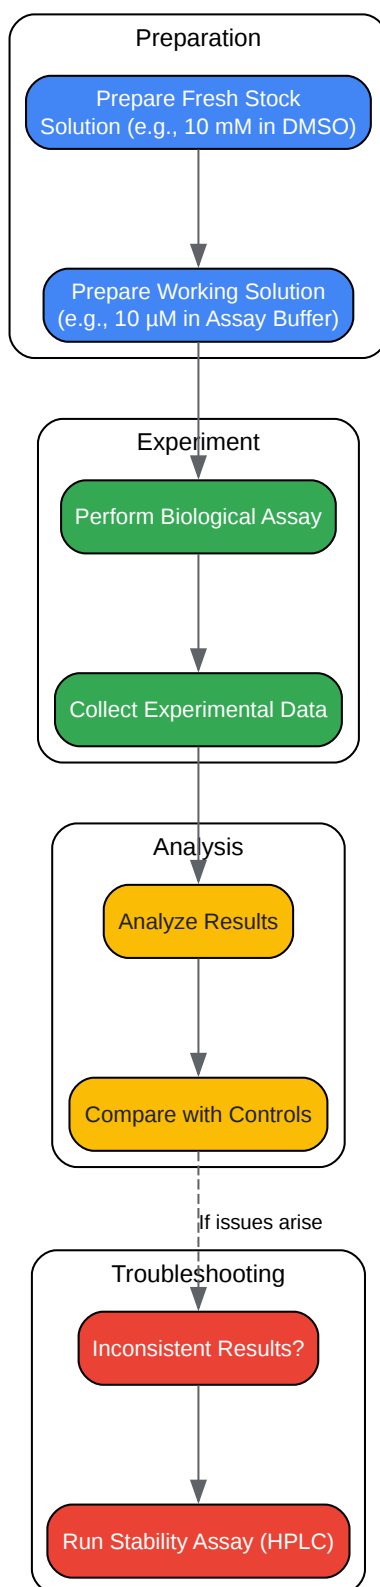 Preparation
Prepare Fresh Stock
Solution (e.g., 10 mM in DMSO)
Prepare Working Solution
(e.g., 10 µM in Assay Buffer)
Experiment
Perform Biological Assay
Collect Experimental Data
Analysis
Analyze Results
Compare with Controls
If issues arise
Troubleshooting
Inconsistent Results?
Run Stability Assay (HPLC)